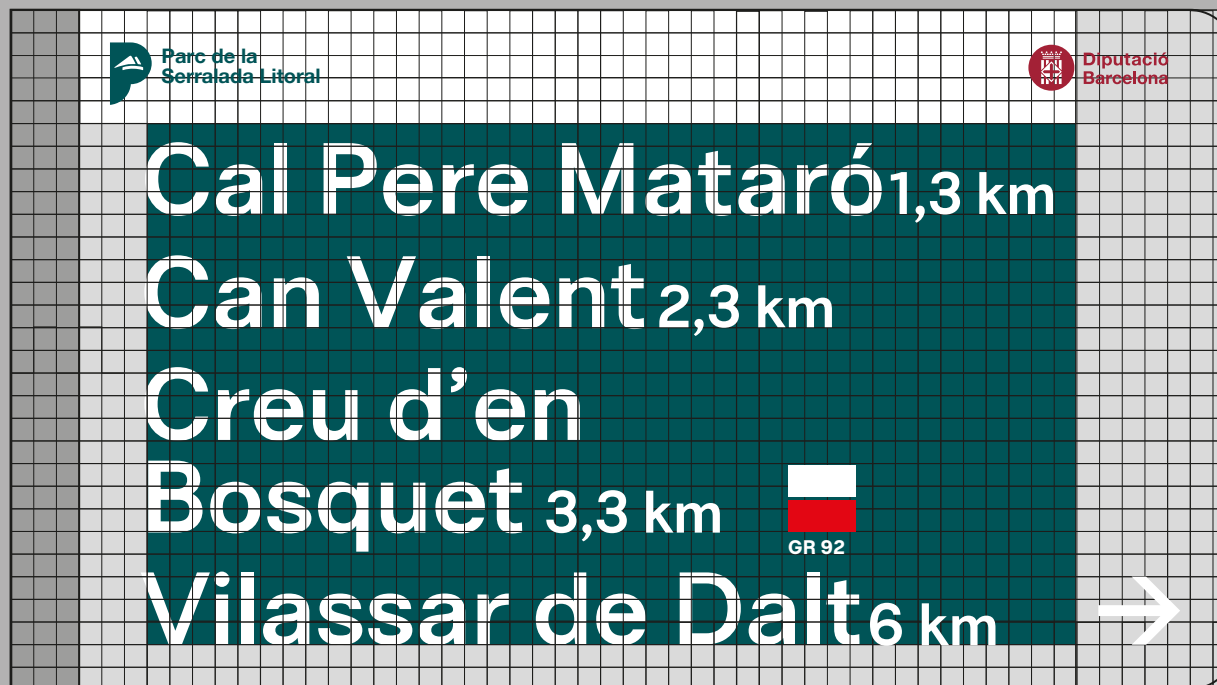 Parc de la
Serralada Litoral
Diputació
Barcelona
Cal Pere Mataró 1,3 km
Can Valent 2,3 km
Creu d’en
Bosquet 3,3 km
GR 92
Vilassar de Dalt 6 km